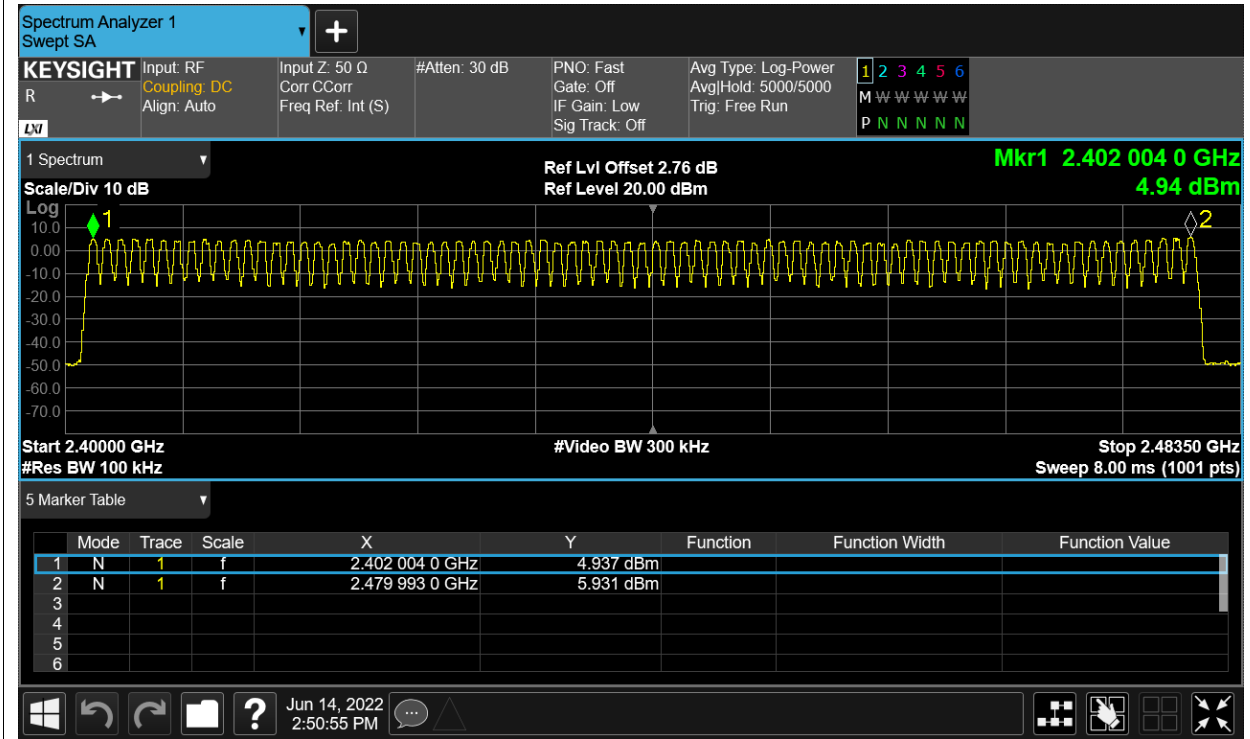 Spectrum Analyzer 1
Swept SA
+
KEYSIGHT Input: RF Input Z: 50 Ω #Atten: 30 dB PNO: Fast Avg Type: Log-Power 1 2 3 4 5 6
R Coupling: DC Corr CCorr Gate: Off Avg|Hold: 5000/5000 M W W W W W W
Align: Auto Freq Ref: Int (S) IF Gain: Low Trig: Free Run
LXI Sig Track: Off P N N N N N N
1 Spectrum Ref Lvl Offset 2.76 dB Mkr1 2.402 004 0 GHz
Scale/Div 10 dB Ref Level 20.00 dBm 4.94 dBm
Log
1 2
10.0
0.00
-10.0
-20.0
-30.0
-40.0
-50.0
-60.0
-70.0
Start 2.40000 GHz #Video BW 300 kHz Stop 2.48350 GHz
#Res BW 100 kHz Sweep 8.00 ms (1001 pts)
5 Marker Table
Mode Trace Scale X Y Function Function Width Function Value
1 N 1 f 2.402 004 0 GHz 4.937 dBm
2 N 1 f 2.479 993 0 GHz 5.931 dBm
3
4
5
6
? Jun 14, 2022
2:50:55 PM